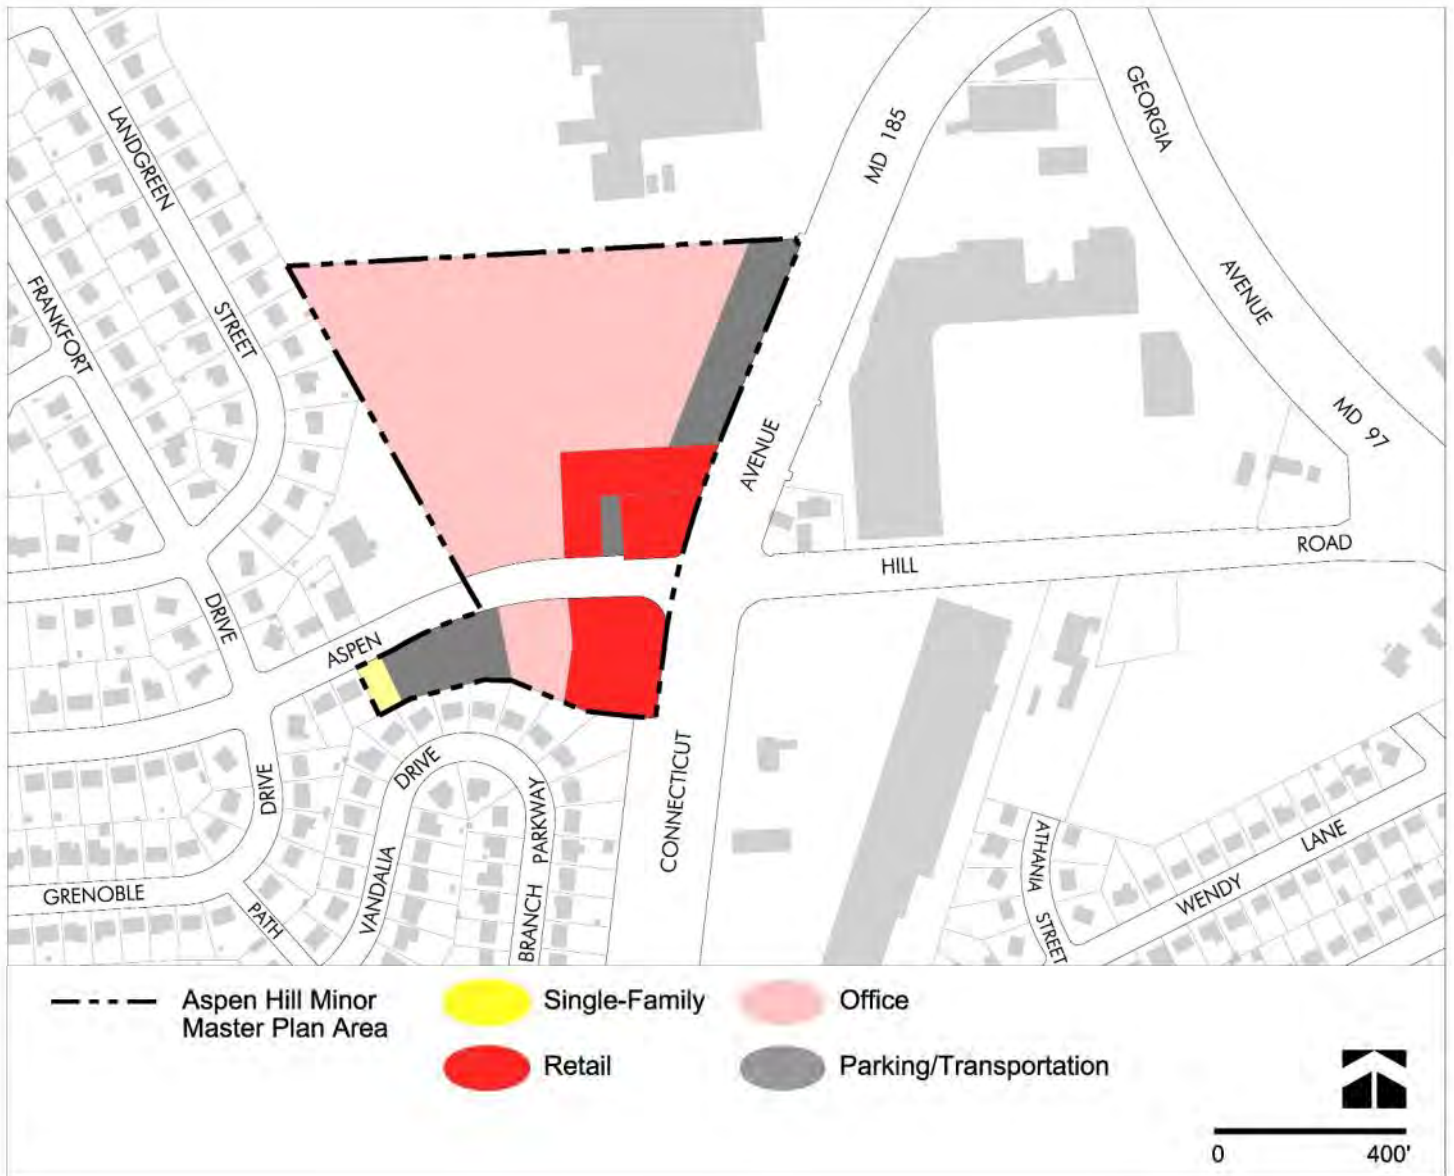 LANDGREEN
STREET
FRANKFORT
DRIVE
MD 185
GEORGIA
AVENUE
MD 97
AVENUE
HILL
ROAD
ASPEN
DRIVE
DRIVE
GRENOBLE
PATH
VANDALIA
BRANCH PARKWAY
CONNECTICUT
ATHANIA
STREET
WENDY
LANE
Aspen Hill Minor
Master Plan Area
Single-Family
Office
Retail
Parking/Transportation
0 400'